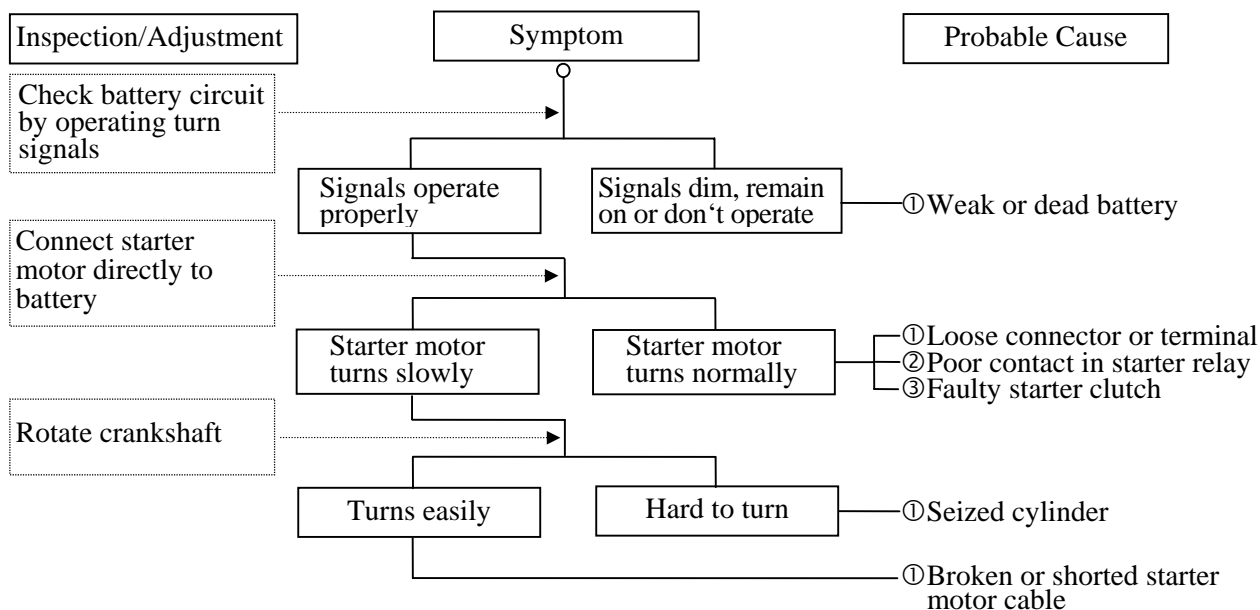 Inspection/Adjustment
Symptom
Probable Cause
Check battery circuit
by operating turn
signals
Signals operate
properly
Signals dim, remain
on or don‘t operate
①Weak or dead battery
Connect starter
motor directly to
battery
Starter motor
turns slowly
Starter motor
turns normally
①Loose connector or terminal
②Poor contact in starter relay
③Faulty starter clutch
Rotate crankshaft
Turns easily
Hard to turn
①Seized cylinder
①Broken or shorted starter
motor cable